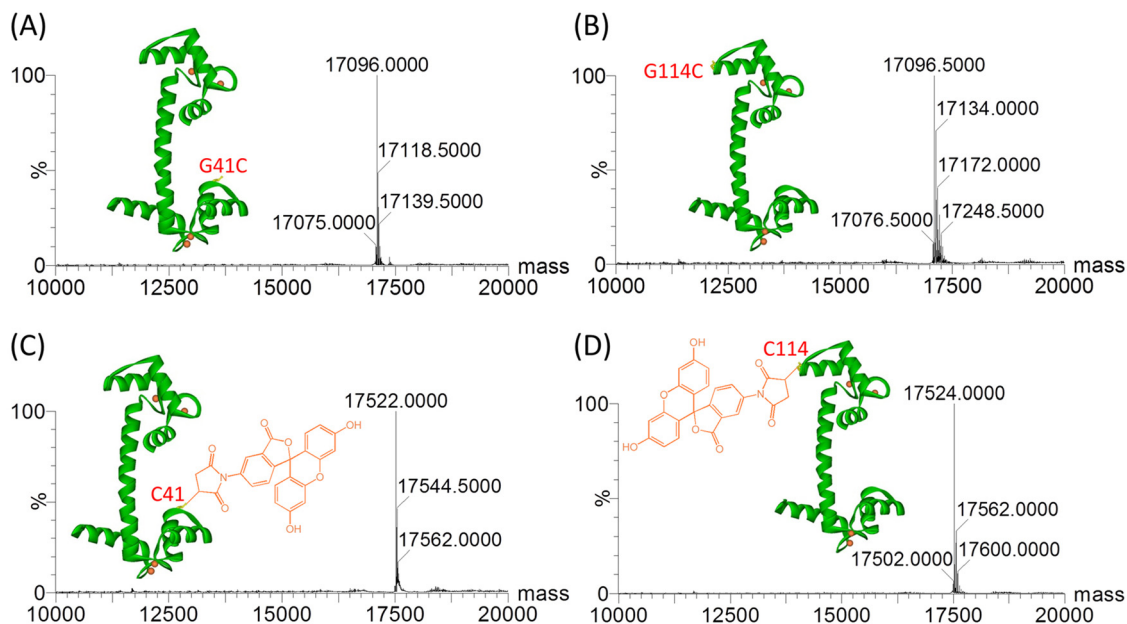 (A)
17096.0000
100
17118.5000
G41C
%
17139.5000
17075.0000
0
mass
10000
12500
15000
17500
20000
(B)
17096.5000
G114C
100
17134.0000
17172.0000
%
17076.5000
17248.5000
0
mass
10000
12500
15000
17500
20000
(C)
17522.0000
100
O
O
OH
O
N
17544.5000
C41
O
O
%
OH
17562.0000
0
mass
10000
12500
15000
17500
20000
(D)
OH
C114
O
17524.0000
O
N
100
O
HO
O
O
%
17562.0000
17502.0000
17600.0000
0
mass
10000
12500
15000
17500
20000